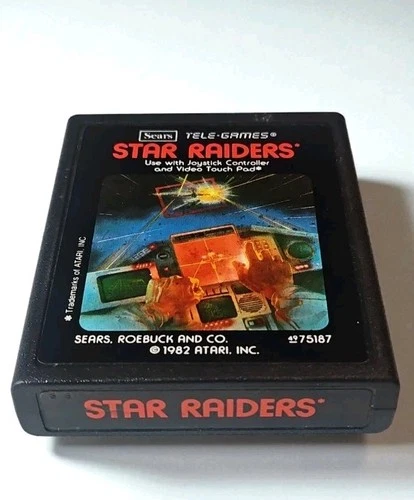 Sears TELE-GAMES®
STAR RAIDERS*
Use with Joystick Controller
and Video Touch Pad*
* Trademarks of ATARI, INC
SEARS, ROEBUCK AND CO. 49 75187
© 1982 ATARI, INC.
STAR RAIDERS*